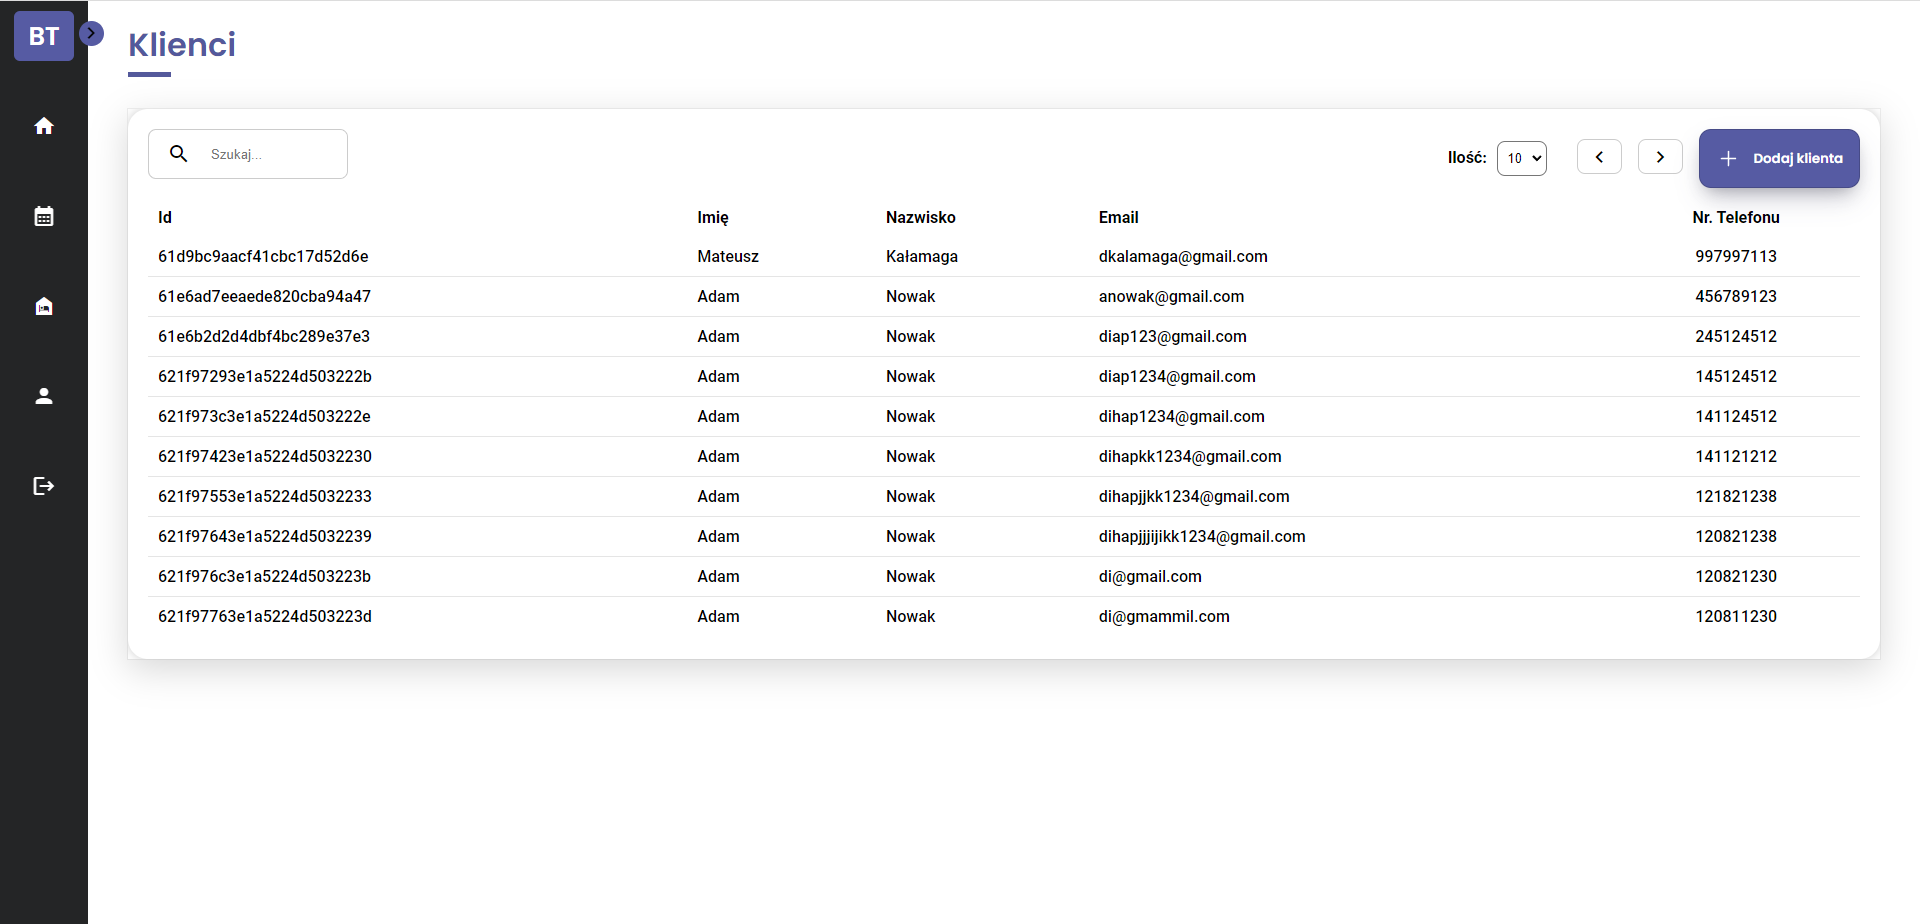 BT
Klienci
Szukaj...
Ilość: 10
Dodaj klienta
Id Imię Nazwisko Email Nr. Telefonu
61d9bc9aacf41cbc17d52d6e Mateusz Kałamaga dkalamaga@gmail.com 997997113
61e6ad7eeaede820cba94a47 Adam Nowak anowak@gmail.com 456789123
61e6b2d2d4dbf4bc289e37e3 Adam Nowak diap123@gmail.com 245124512
621f97293e1a5224d503222b Adam Nowak diap1234@gmail.com 145124512
621f973c3e1a5224d503222e Adam Nowak dihap1234@gmail.com 141124512
621f97423e1a5224d5032230 Adam Nowak dihapkk1234@gmail.com 141121212
621f97553e1a5224d5032233 Adam Nowak dihapjjkk1234@gmail.com 121821238
621f97643e1a5224d5032239 Adam Nowak dihapjjjijikk1234@gmail.com 120821238
621f976c3e1a5224d503223b Adam Nowak di@gmail.com 120821230
621f97763e1a5224d503223d Adam Nowak di@gmammil.com 120811230